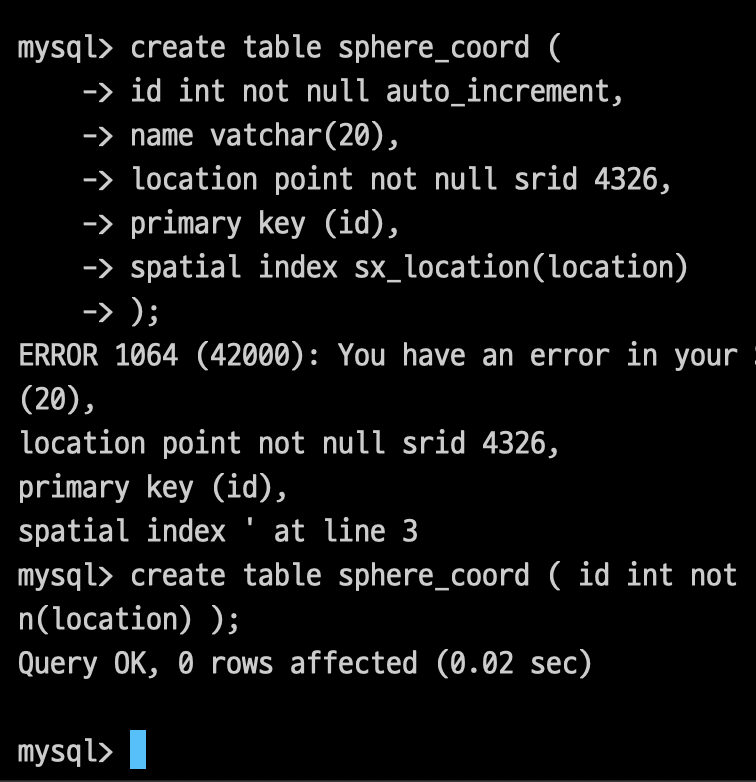 mysql> create table sphere_coord (
    -> id int not null auto_increment,
    -> name vatchar(20),
    -> location point not null srid 4326,
    -> primary key (id),
    -> spatial index sx_location(location)
    -> );
ERROR 1064 (42000): You have an error in your
(20),
location point not null srid 4326,
primary key (id),
spatial index ' at line 3
mysql> create table sphere_coord ( id int not
n(location) );
Query OK, 0 rows affected (0.02 sec)
mysql>